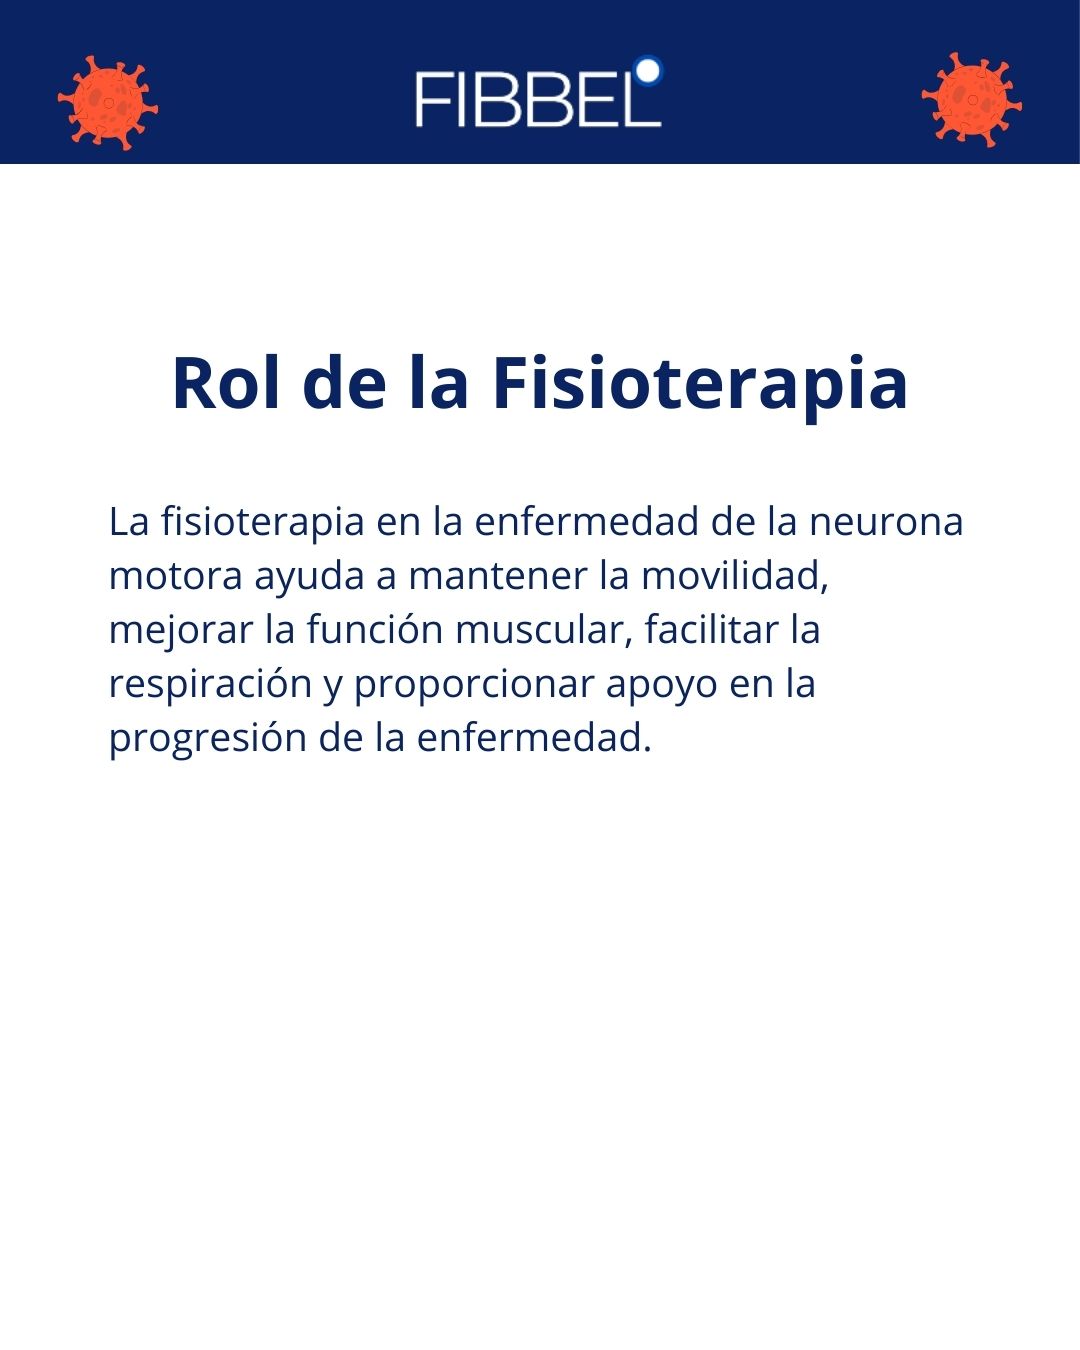 FIBBEL
Rol de la Fisioterapia
La fisioterapia en la enfermedad de la neurona
motora ayuda a mantener la movilidad,
mejorar la función muscular, facilitar la
respiración y proporcionar apoyo en la
progresión de la enfermedad.